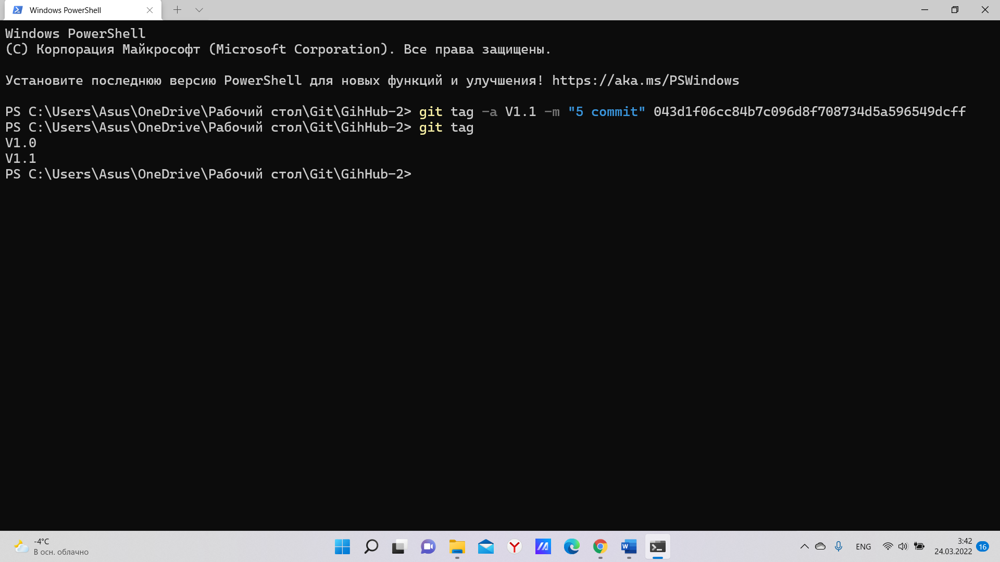 Windows PowerShell
Windows PowerShell
(C) Корпорация Майкрософт (Microsoft Corporation). Все права защищены.
Установите последнюю версию PowerShell для новых функций и улучшения! https://aka.ms/PSWindows
PS C:\Users\Asus\OneDrive\Рабочий стол\Git\GihHub-2> git tag -a V1.1 -m "5 commit" 043d1f06cc84b7c096d8f708734d5a596549dcff
PS C:\Users\Asus\OneDrive\Рабочий стол\Git\GihHub-2> git tag
V1.0
V1.1
PS C:\Users\Asus\OneDrive\Рабочий стол\Git\GihHub-2>
-4°C
В осн. облачно
ENG
3:42
24.03.2022
16